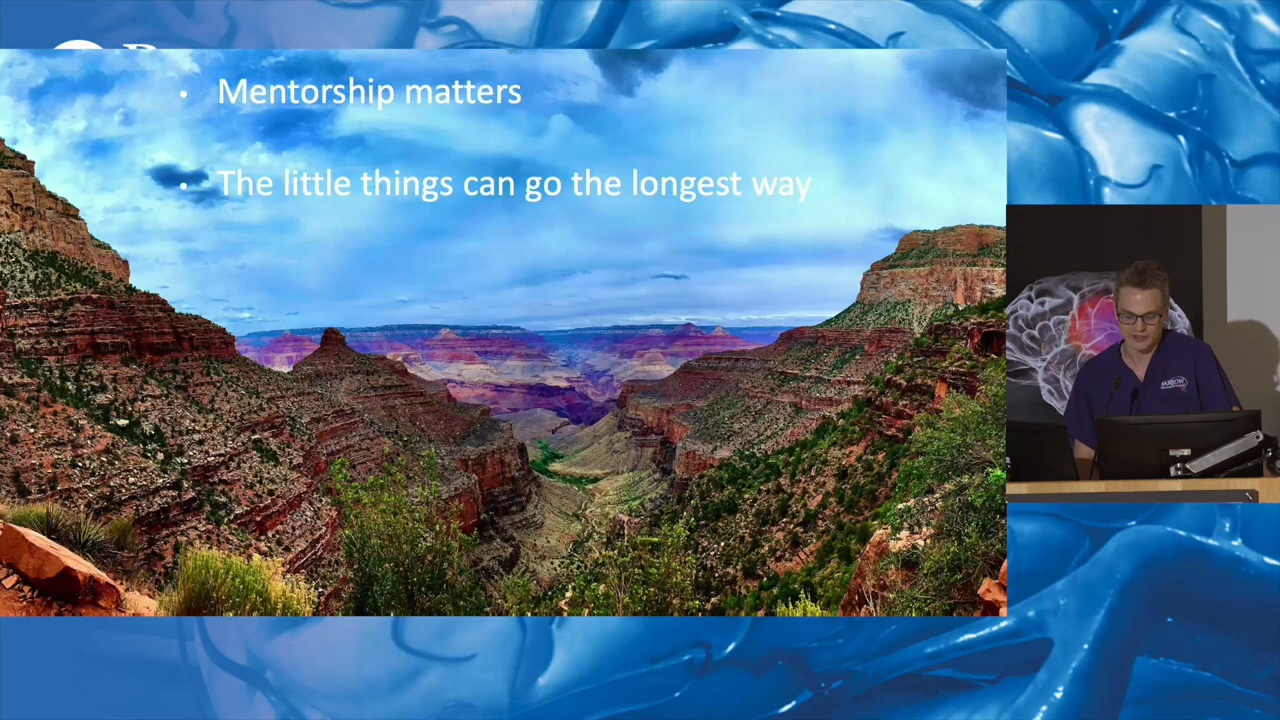 • Mentorship matters
• The little things can go the longest way